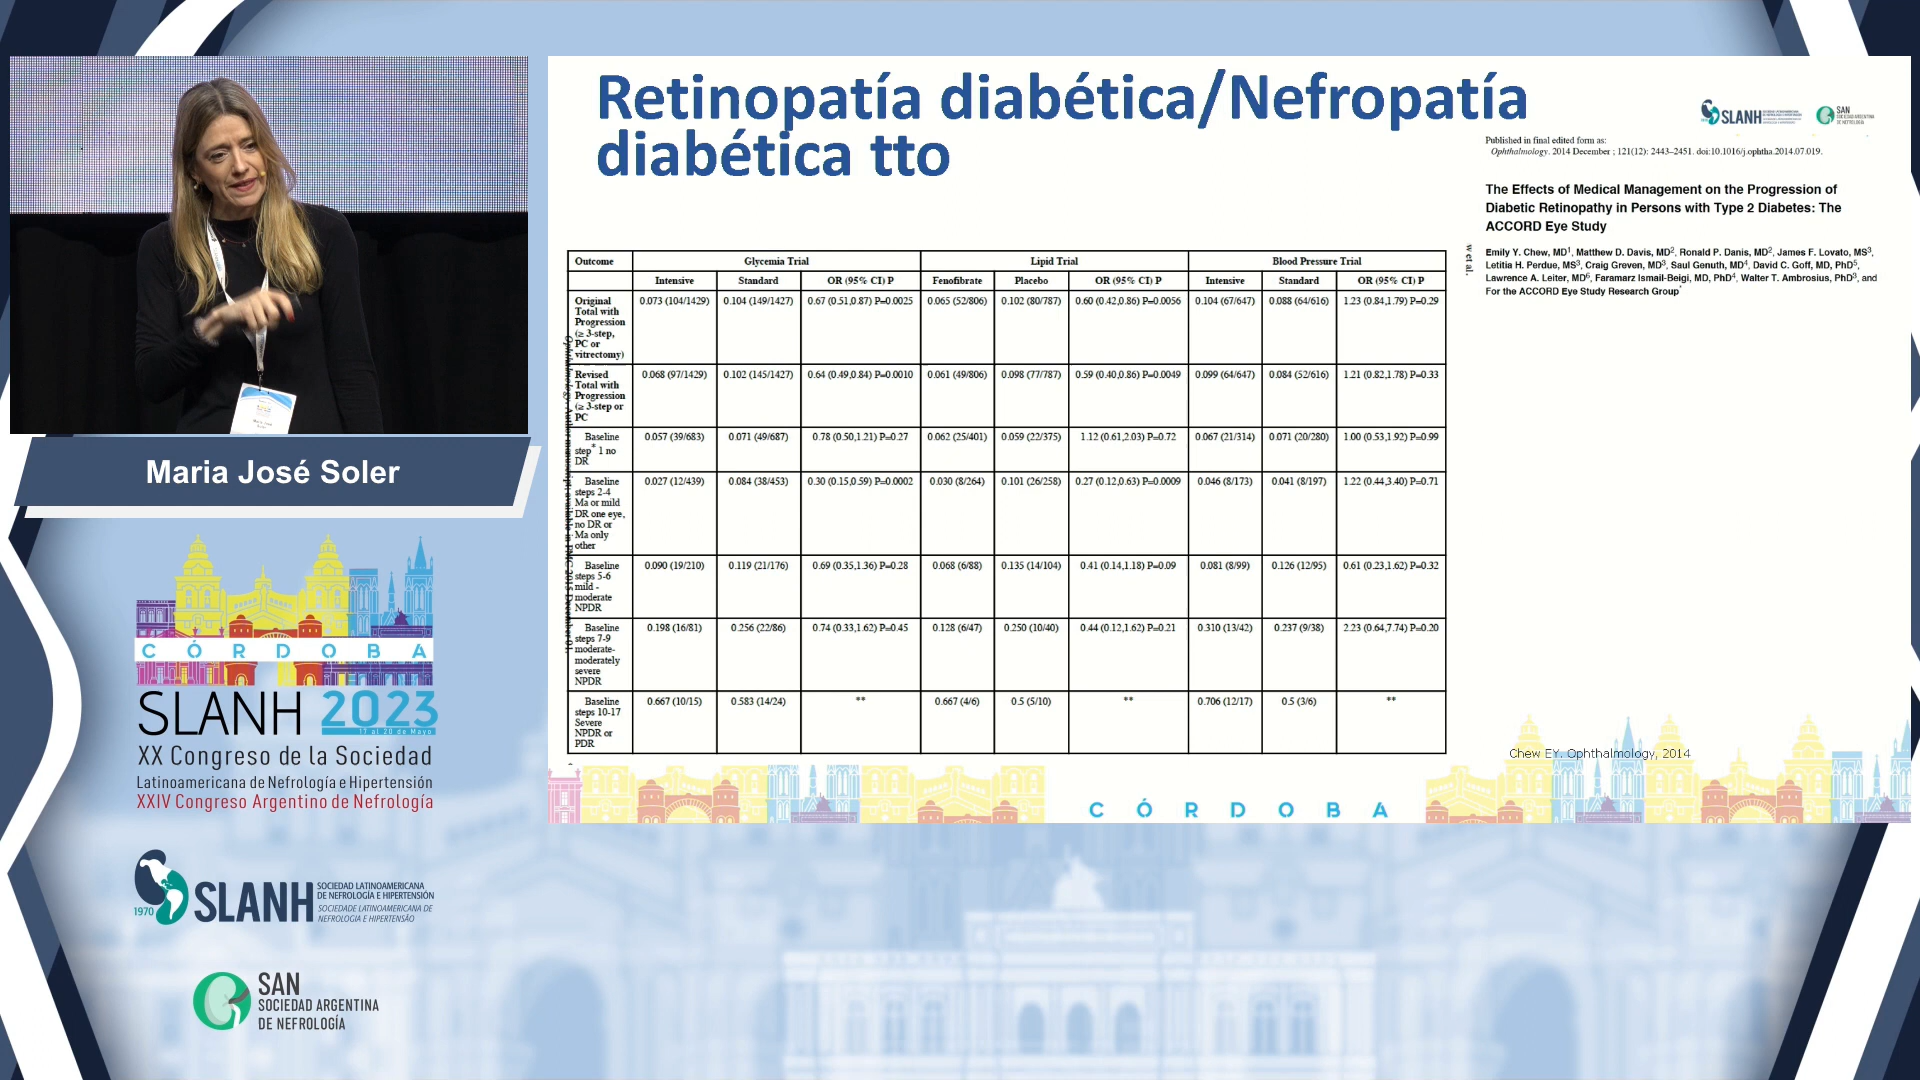 Retinopatía diabética/Nefropatía
diabética tto
SLANH
SAN
Published in final edited form as:
Ophthalmology. 2014 December ; 121(12): 2443–2451. doi:10.1016/j.ophtha.2014.07.019.
The Effects of Medical Management on the Progression of
Diabetic Retinopathy in Persons with Type 2 Diabetes: The
ACCORD Eye Study
Emily Y. Chew, MD1, Matthew D. Davis, MD2, Ronald P. Danis, MD2, James F. Lovato, MS3,
Letitia H. Perdue, MS3, Craig Greven, MD3, Saul Genuth, MD4, David C. Goff, MD, PhD5,
Lawrence A. Leiter, MD6, Faramarz Ismail-Beigi, MD, PhD4, Walter T. Ambrosius, PhD3, and
For the ACCORD Eye Study Research Group*
w et al.
Outcome Glycemia Trial Lipid Trial Blood Pressure Trial
Intensive Standard OR (95% CI) P Fenofibrate Placebo OR (95% CI) P Intensive Standard OR (95% CI) P
Original 0.073 (104/1429) 0.104 (149/1427) 0.67 (0.51,0.87) P=0.0025 0.065 (52/806) 0.102 (80/787) 0.60 (0.42,0.86) P=0.0056 0.104 (67/647) 0.088 (64/616) 1.23 (0.84,1.79) P=0.29
Total with
Progression
(≥ 3-step,
PC or
vitrectomy)
Revised 0.068 (97/1429) 0.102 (145/1427) 0.64 (0.49,0.84) P=0.0010 0.061 (49/806) 0.098 (77/787) 0.59 (0.40,0.86) P=0.0049 0.099 (64/647) 0.084 (52/616) 1.21 (0.82,1.78) P=0.33
Total with
Progression
(≥ 3-step or
PC
Baseline 0.057 (39/683) 0.071 (49/687) 0.78 (0.50,1.21) P=0.27 0.062 (25/401) 0.059 (22/375) 1.12 (0.61,2.03) P=0.72 0.067 (21/314) 0.071 (20/280) 1.00 (0.53,1.92) P=0.99
step* 1 no
DR
Baseline 0.027 (12/439) 0.084 (38/453) 0.30 (0.15,0.59) P=0.0002 0.030 (8/264) 0.101 (26/258) 0.27 (0.12,0.63) P=0.0009 0.046 (8/173) 0.041 (8/197) 1.22 (0.44,3.40) P=0.71
steps 2-4
Ma or mild
DR one eye,
no DR or
Ma only
other
Baseline 0.090 (19/210) 0.119 (21/176) 0.69 (0.35,1.36) P=0.28 0.068 (6/88) 0.135 (14/104) 0.41 (0.14,1.18) P=0.09 0.081 (8/99) 0.126 (12/95) 0.61 (0.23,1.62) P=0.32
steps 5-6
mild -
moderate
NPDR
Baseline 0.198 (16/81) 0.256 (22/86) 0.74 (0.33,1.62) P=0.45 0.128 (6/47) 0.250 (10/40) 0.44 (0.12,1.62) P=0.21 0.310 (13/42) 0.237 (9/38) 2.23 (0.64,7.74) P=0.20
steps 7-9
moderate-
moderately
severe
NPDR
Baseline 0.667 (10/15) 0.583 (14/24) ** 0.667 (4/6) 0.5 (5/10) ** 0.706 (12/17) 0.5 (3/6) **
steps 10-17
Severe
NPDR or
PDR
Chew EY. Ophthalmology, 2014
CÓRDOBA
Maria José Soler
CÓRDOBA
SLANH 2023
17 al 20 de Mayo
XX Congreso de la Sociedad
Latinoamericana de Nefrología e Hipertensión
XXIV Congreso Argentino de Nefrología
1970
SLANH
SOCIEDAD LATINOAMERICANA
DE NEFROLOGÍA E HIPERTENSIÓN
SOCIEDADE LATINOAMERICANA DE
NEFROLOGIA E HIPERTENSÃO
SAN
SOCIEDAD ARGENTINA
DE NEFROLOGÍA